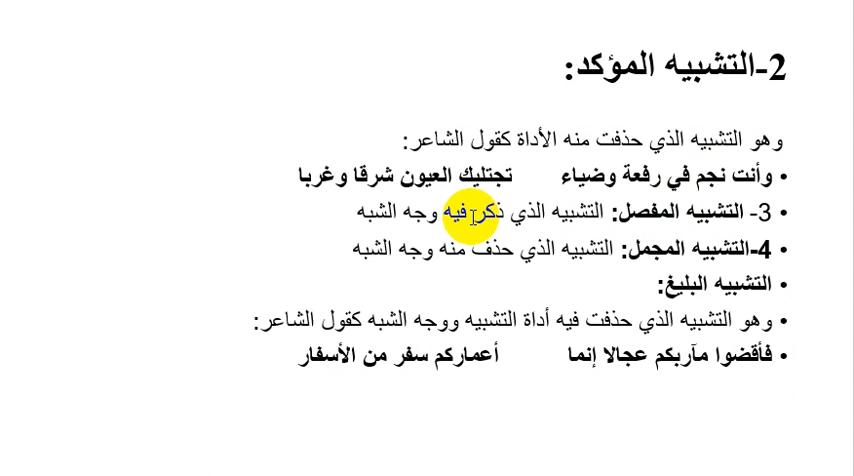 2-التشبيه المؤكد:
وهو التشبيه الذي حذفت منه الأداة كقول الشاعر:
• وأنت نجم في رفعة وضياء تجتليك العيون شرقا وغربا
• 3- التشبيه المفصل: التشبيه الذي ذكر فيه وجه الشبه
• 4-التشبيه المجمل: التشبيه الذي حذف منه وجه الشبه
• التشبيه البليغ:
• وهو التشبيه الذي حذفت فيه أداة التشبيه ووجه الشبه كقول الشاعر:
• فأقضوا مآربكم عجالا إنما أعماركم سفر من الأسفار